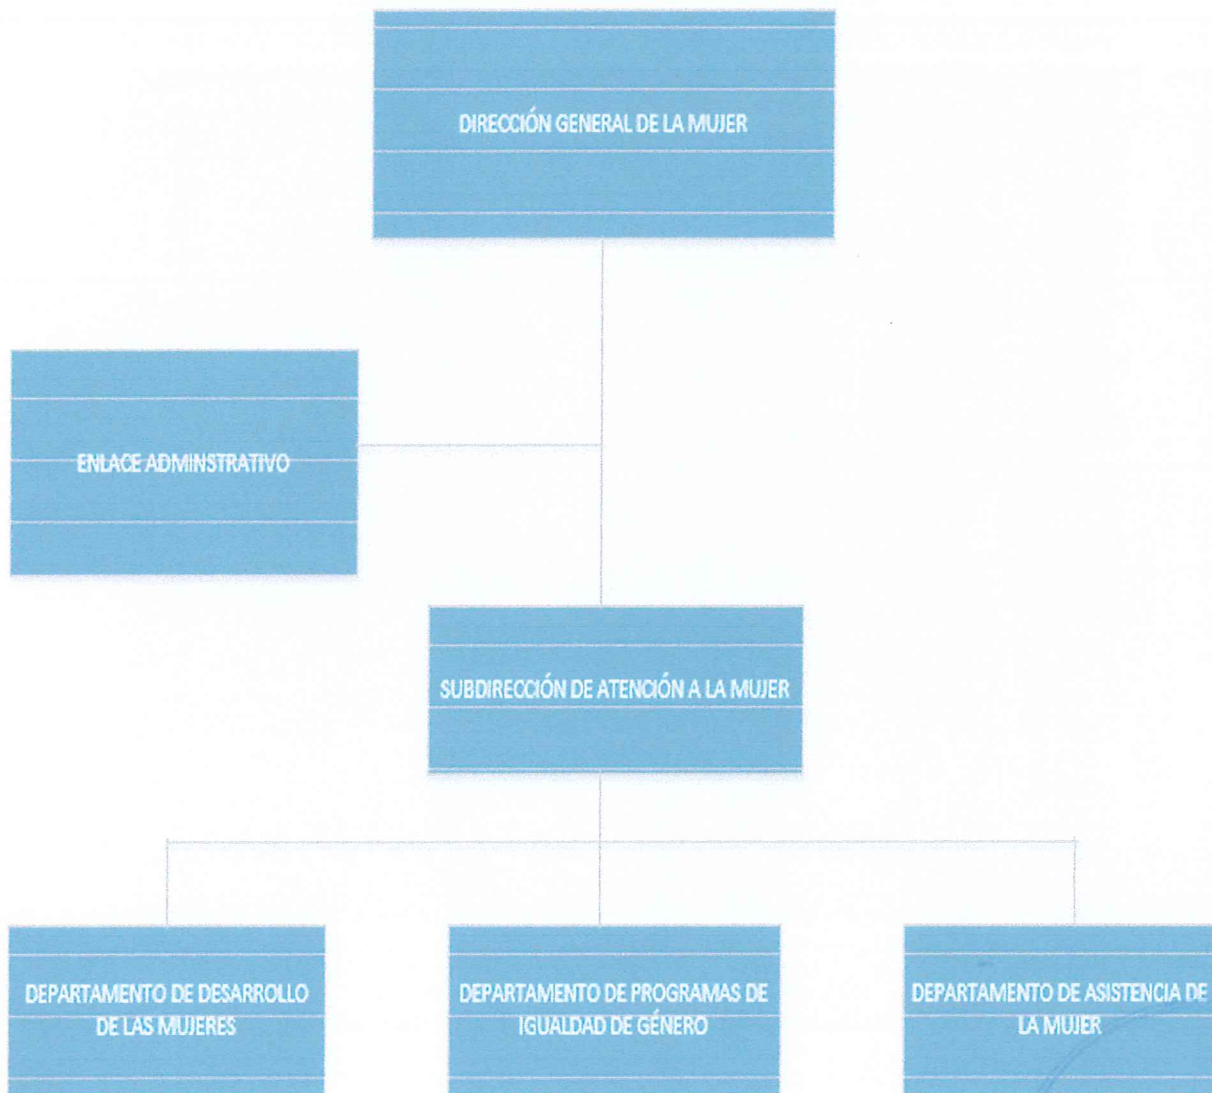 DIRECCIÓN GENERAL DE LA MUJER
ENLACE ADMINSTRATIVO
SUBDIRECCIÓN DE ATENCIÓN A LA MUJER
DEPARTAMENTO DE DESARROLLO
DE LAS MUJERES
DEPARTAMENTO DE PROGRAMAS DE
IGUALDAD DE GÉNERO
DEPARTAMENTO DE ASISTENCIA DE
LA MUJER